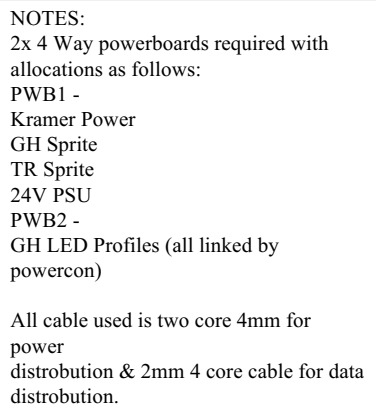 NOTES:
2x 4 Way powerboards required with
allocations as follows:
PWB1 -
Kramer Power
GH Sprite
TR Sprite
24V PSU
PWB2 -
GH LED Profiles (all linked by
powercon)

All cable used is two core 4mm for
power
distrobution & 2mm 4 core cable for data
distrobution.